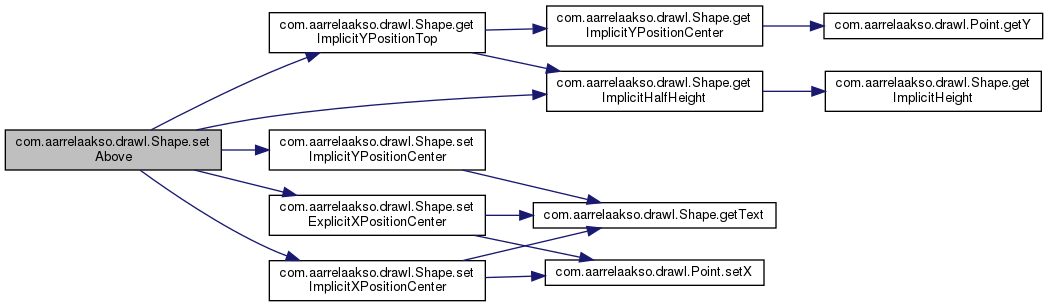 com.aarrelaakso.drawl.Shape.set
Above
com.aarrelaakso.drawl.Shape.get
ImplicitYPositionTop
com.aarrelaakso.drawl.Shape.get
ImplicitYPositionCenter
com.aarrelaakso.drawl.Point.getY
com.aarrelaakso.drawl.Shape.get
ImplicitHalfHeight
com.aarrelaakso.drawl.Shape.get
ImplicitHeight
com.aarrelaakso.drawl.Shape.set
ImplicitYPositionCenter
com.aarrelaakso.drawl.Shape.set
ExplicitXPositionCenter
com.aarrelaakso.drawl.Shape.getText
com.aarrelaakso.drawl.Shape.set
ImplicitXPositionCenter
com.aarrelaakso.drawl.Point.setX